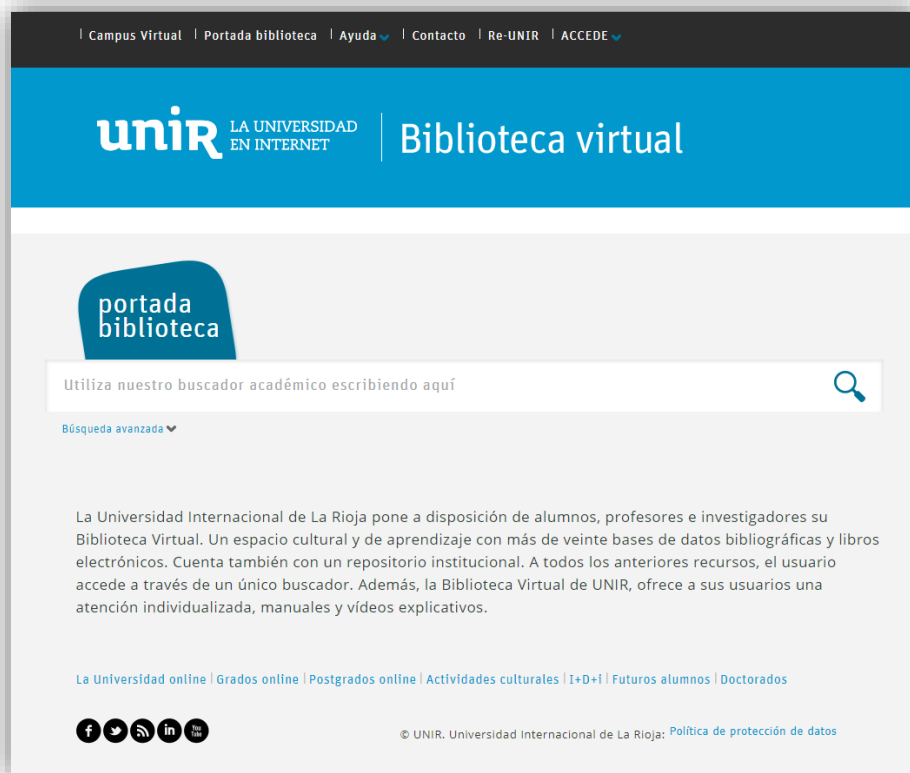 Campus Virtual | Portada biblioteca | Ayuda | Contacto | Re-UNIR | ACCEDE
unir LA UNIVERSIDAD EN INTERNET | Biblioteca virtual
portada
biblioteca
Utiliza nuestro buscador académico escribiendo aquí
Búsqueda avanzada
La Universidad Internacional de La Rioja pone a disposición de alumnos, profesores e investigadores su
Biblioteca Virtual. Un espacio cultural y de aprendizaje con más de veinte bases de datos bibliográficas y libros
electrónicos. Cuenta también con un repositorio institucional. A todos los anteriores recursos, el usuario
accede a través de un único buscador. Además, la Biblioteca Virtual de UNIR, ofrece a sus usuarios una
atención individualizada, manuales y vídeos explicativos.
La Universidad online | Grados online | Postgrados online | Actividades culturales | I+D+i | Futuros alumnos | Doctorados
f in You Tube
© UNIR. Universidad Internacional de La Rioja: Política de protección de datos